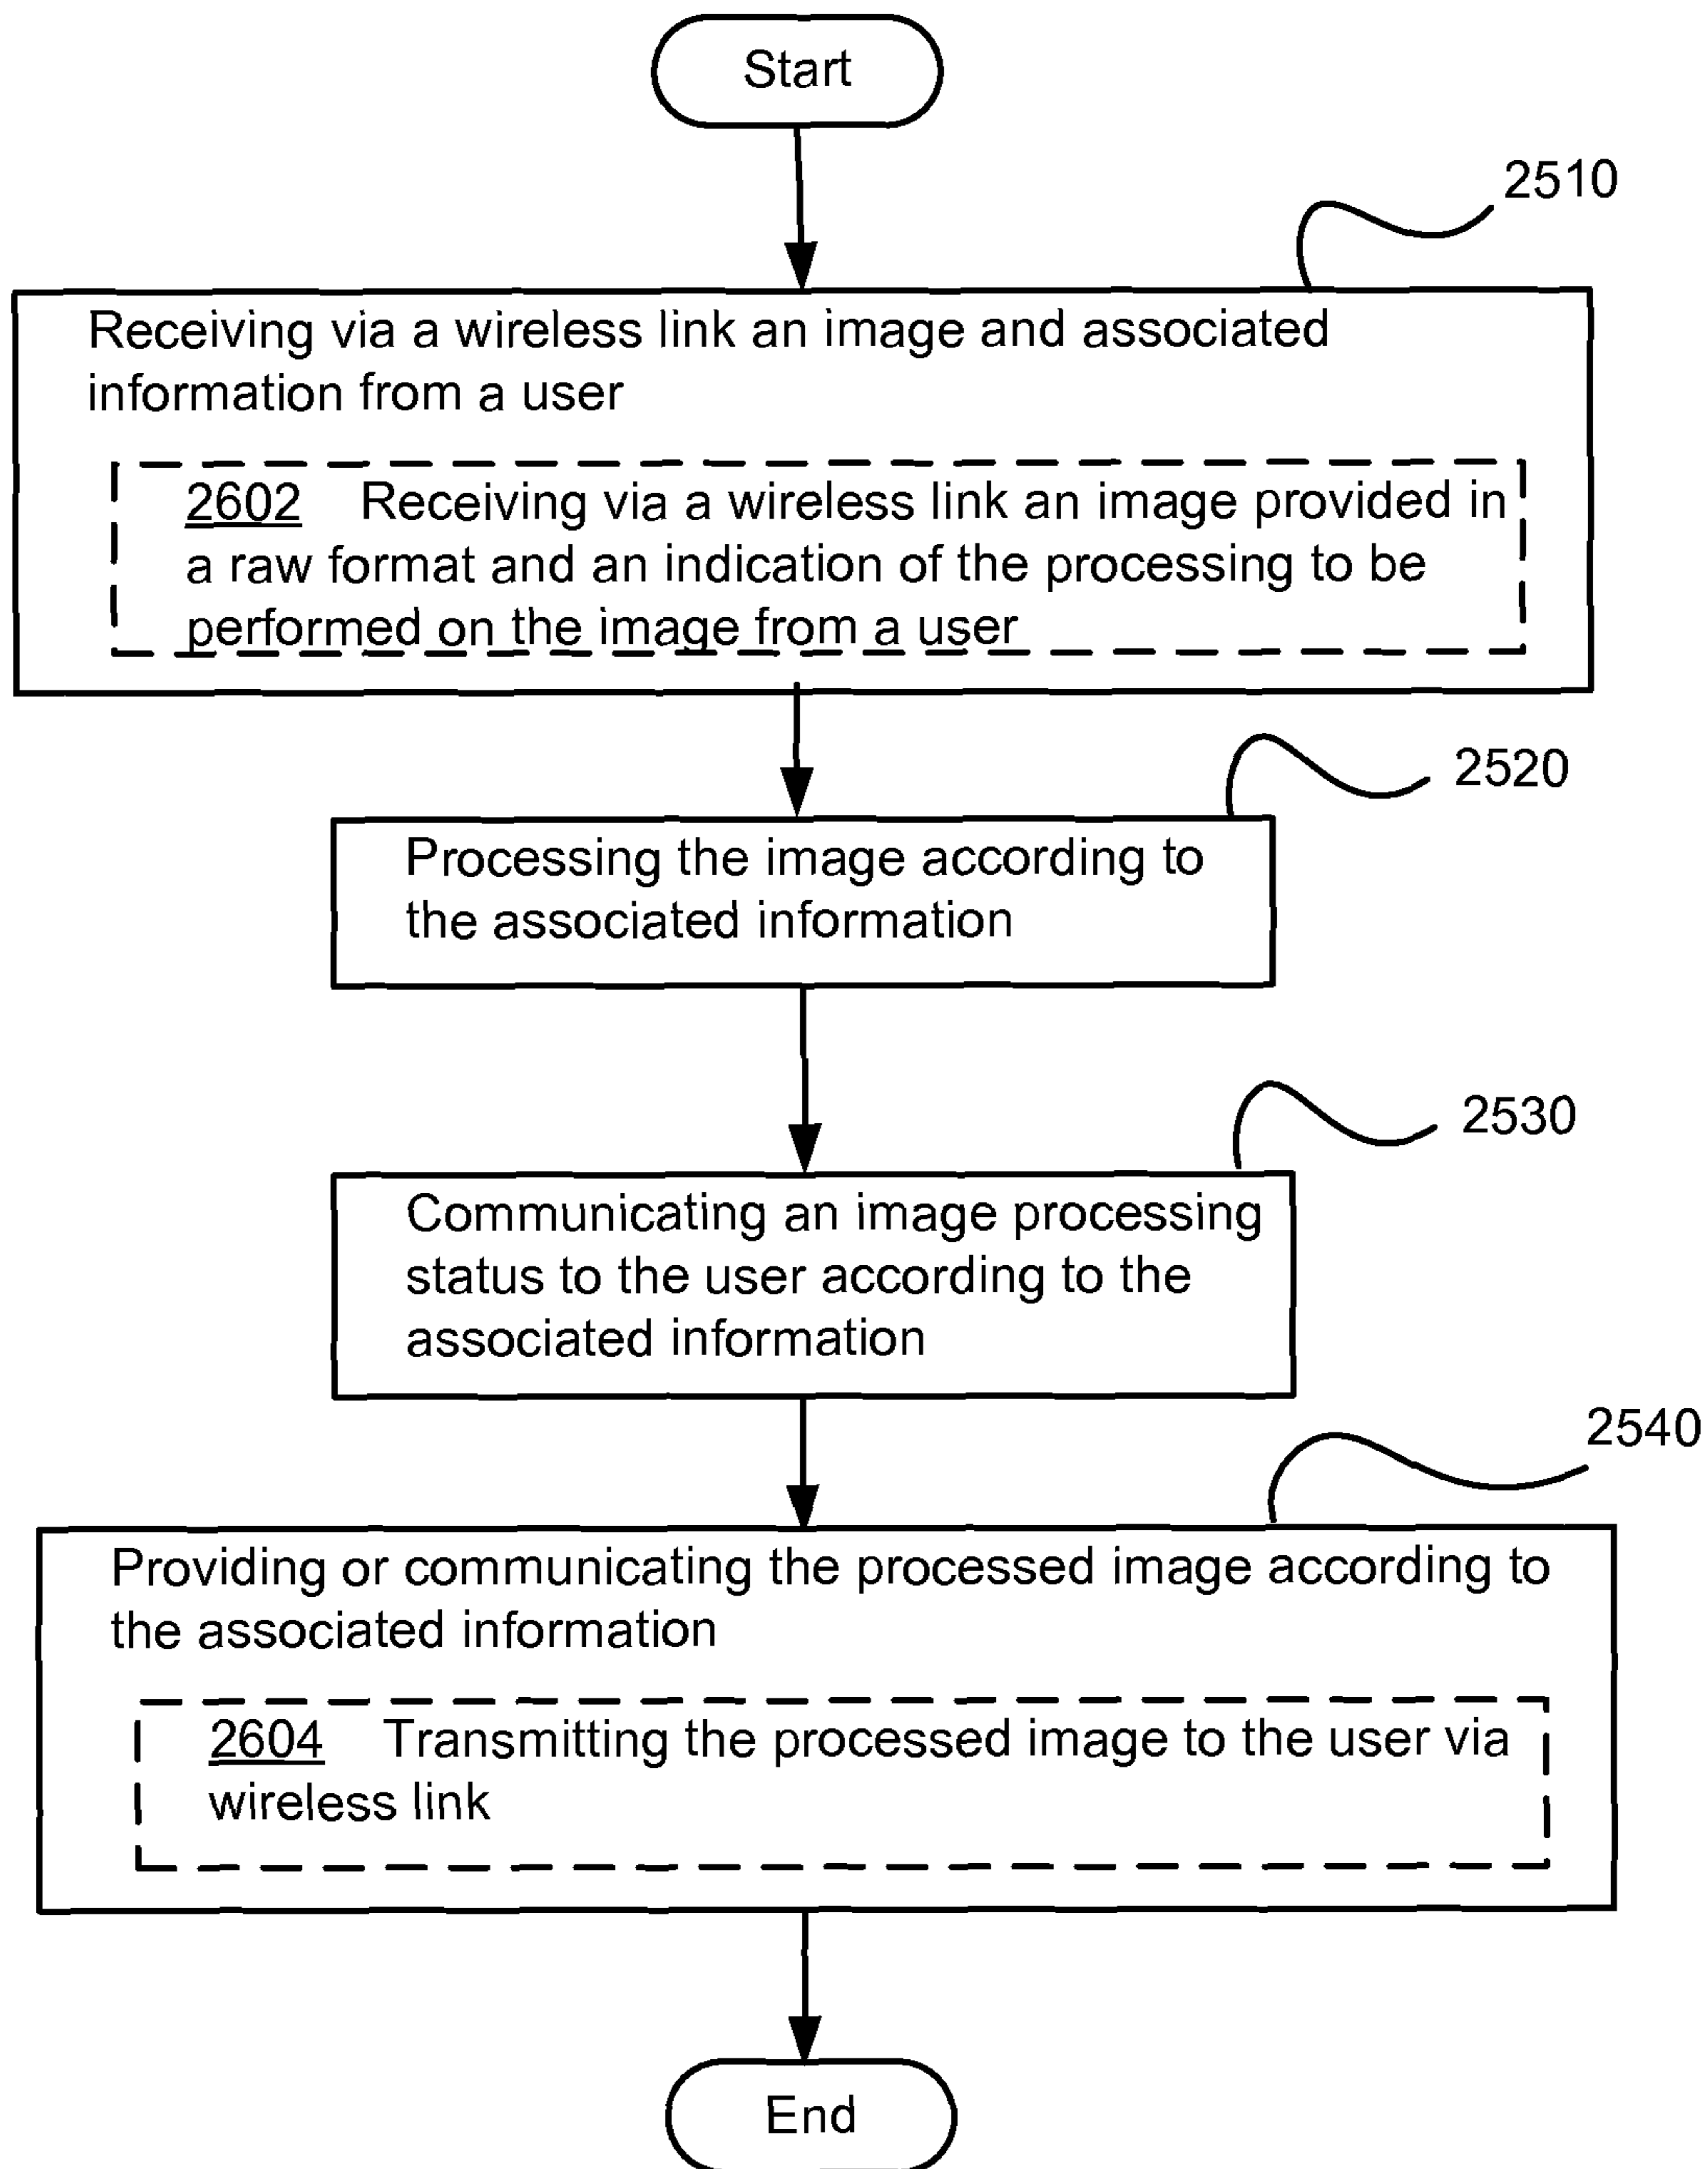 Start
2510
Receiving via a wireless link an image and associated
information from a user
2602 Receiving via a wireless link an image provided in
a raw format and an indication of the processing to be
performed on the image from a user
2520
Processing the image according to
the associated information
2530
Communicating an image processing
status to the user according to the
associated information
2540
Providing or communicating the processed image according to
the associated information
2604 Transmitting the processed image to the user via
wireless link
End